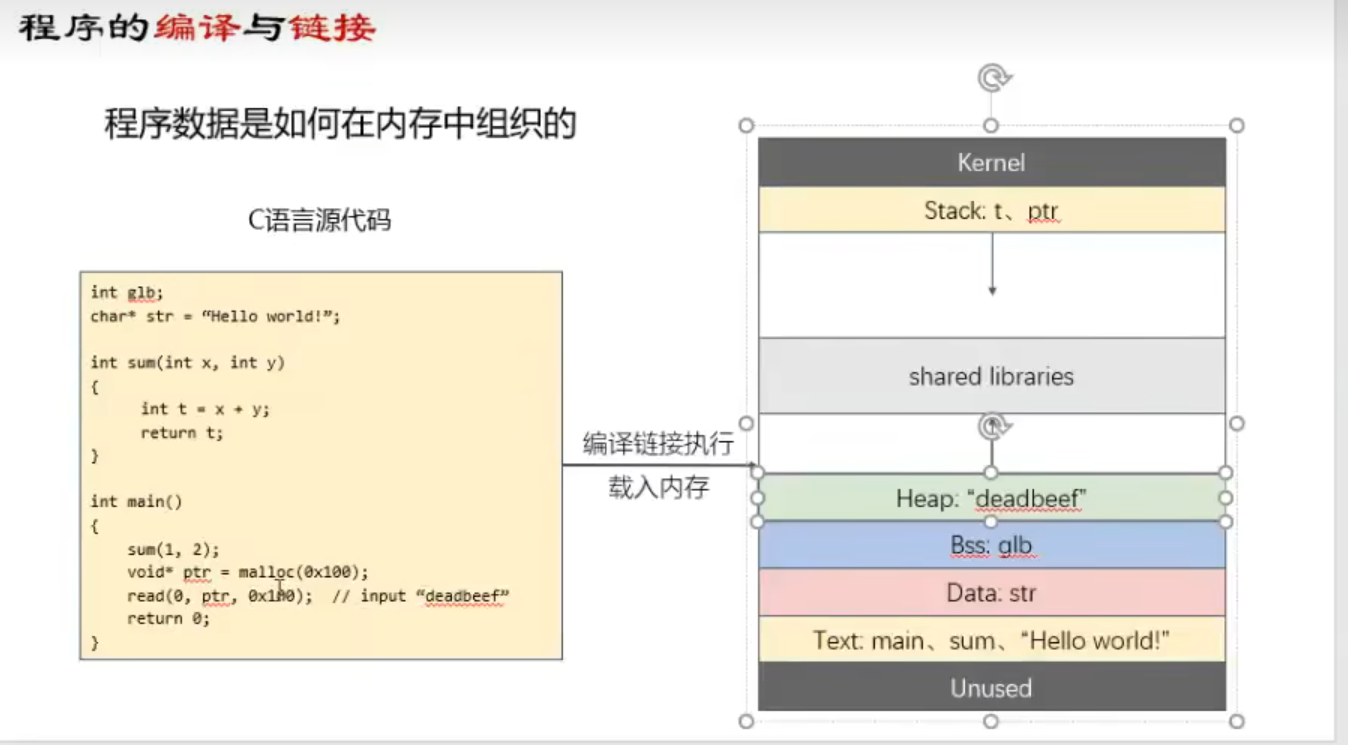 程序的编译与链接
程序数据是如何在内存中组织的
C语言源代码
int glb;
char* str = “Hello world!”;
int sum(int x, int y)
{
int t = x + y;
return t;
}
int main()
{
sum(1, 2);
void* ptr = malloc(0x100);
read(0, ptr, 0x100); // input “deadbeef”
return 0;
}
编译链接执行
载入内存
Kernel
Stack: t、ptr
shared libraries
Heap: “deadbeef”
Bss: glb
Data: str
Text: main、sum、“Hello world!”
Unused